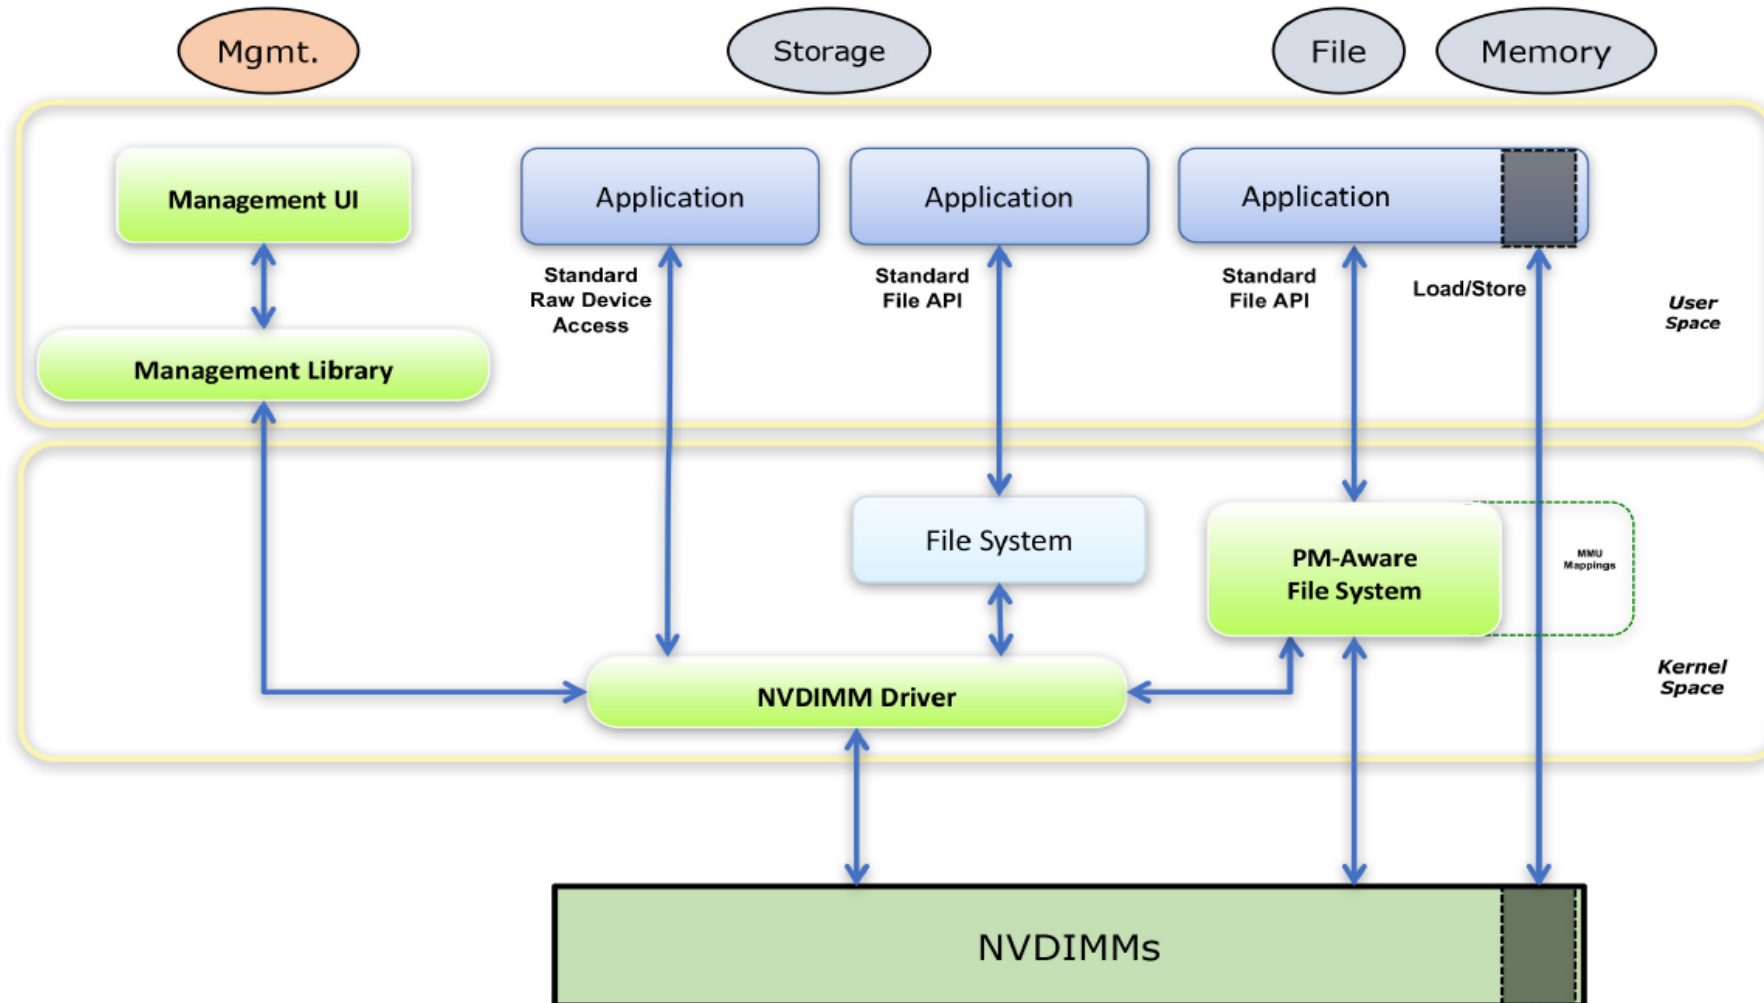 Mgmt.
Storage
File
Memory
Management UI
Application
Application
Application
Standard
Raw Device
Access
Standard
File API
Standard
File API
Load/Store
User
Space
Management Library
File System
PM-Aware
File System
MMU
Mappings
Kernel
Space
NVDIMM Driver
NVDIMMs